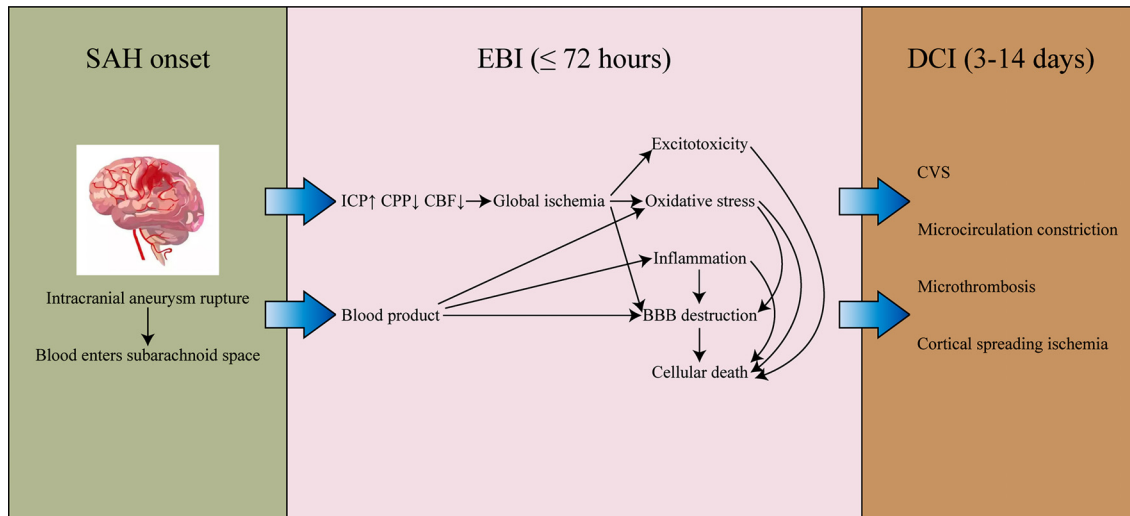 SAH onset
EBI (≤ 72 hours)
DCI (3-14 days)
Intracranial aneurysm rupture
Blood enters subarachnoid space
ICP↑ CPP↓ CBF↓
Global ischemia
Blood product
Excitotoxicity
Oxidative stress
Inflammation
BBB destruction
Cellular death
CVS
Microcirculation constriction
Microthrombosis
Cortical spreading ischemia